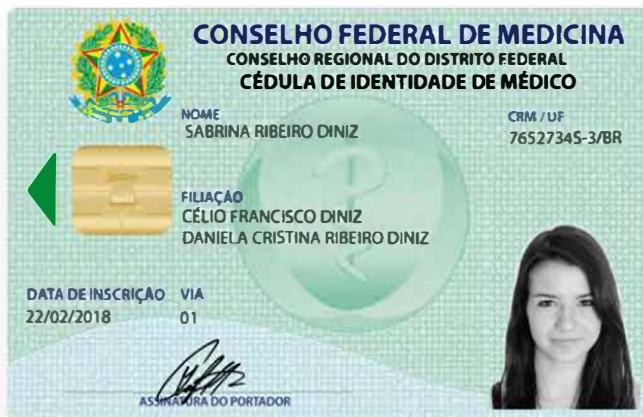 CONSELHO FEDERAL DE MEDICINA
CONSELHO REGIONAL DO DISTRITO FEDERAL
CÉDULA DE IDENTIDADE DE MÉDICO
NOME
SABRINA RIBEIRO DINIZ
CRM / UF
7652734S-3/BR
FILIAÇÃO
CÉLIO FRANCISCO DINIZ
DANIELA CRISTINA RIBEIRO DINIZ
DATA DE INSCRIÇÃO VIA
22/02/2018 01
ASSINATURA DO PORTADOR